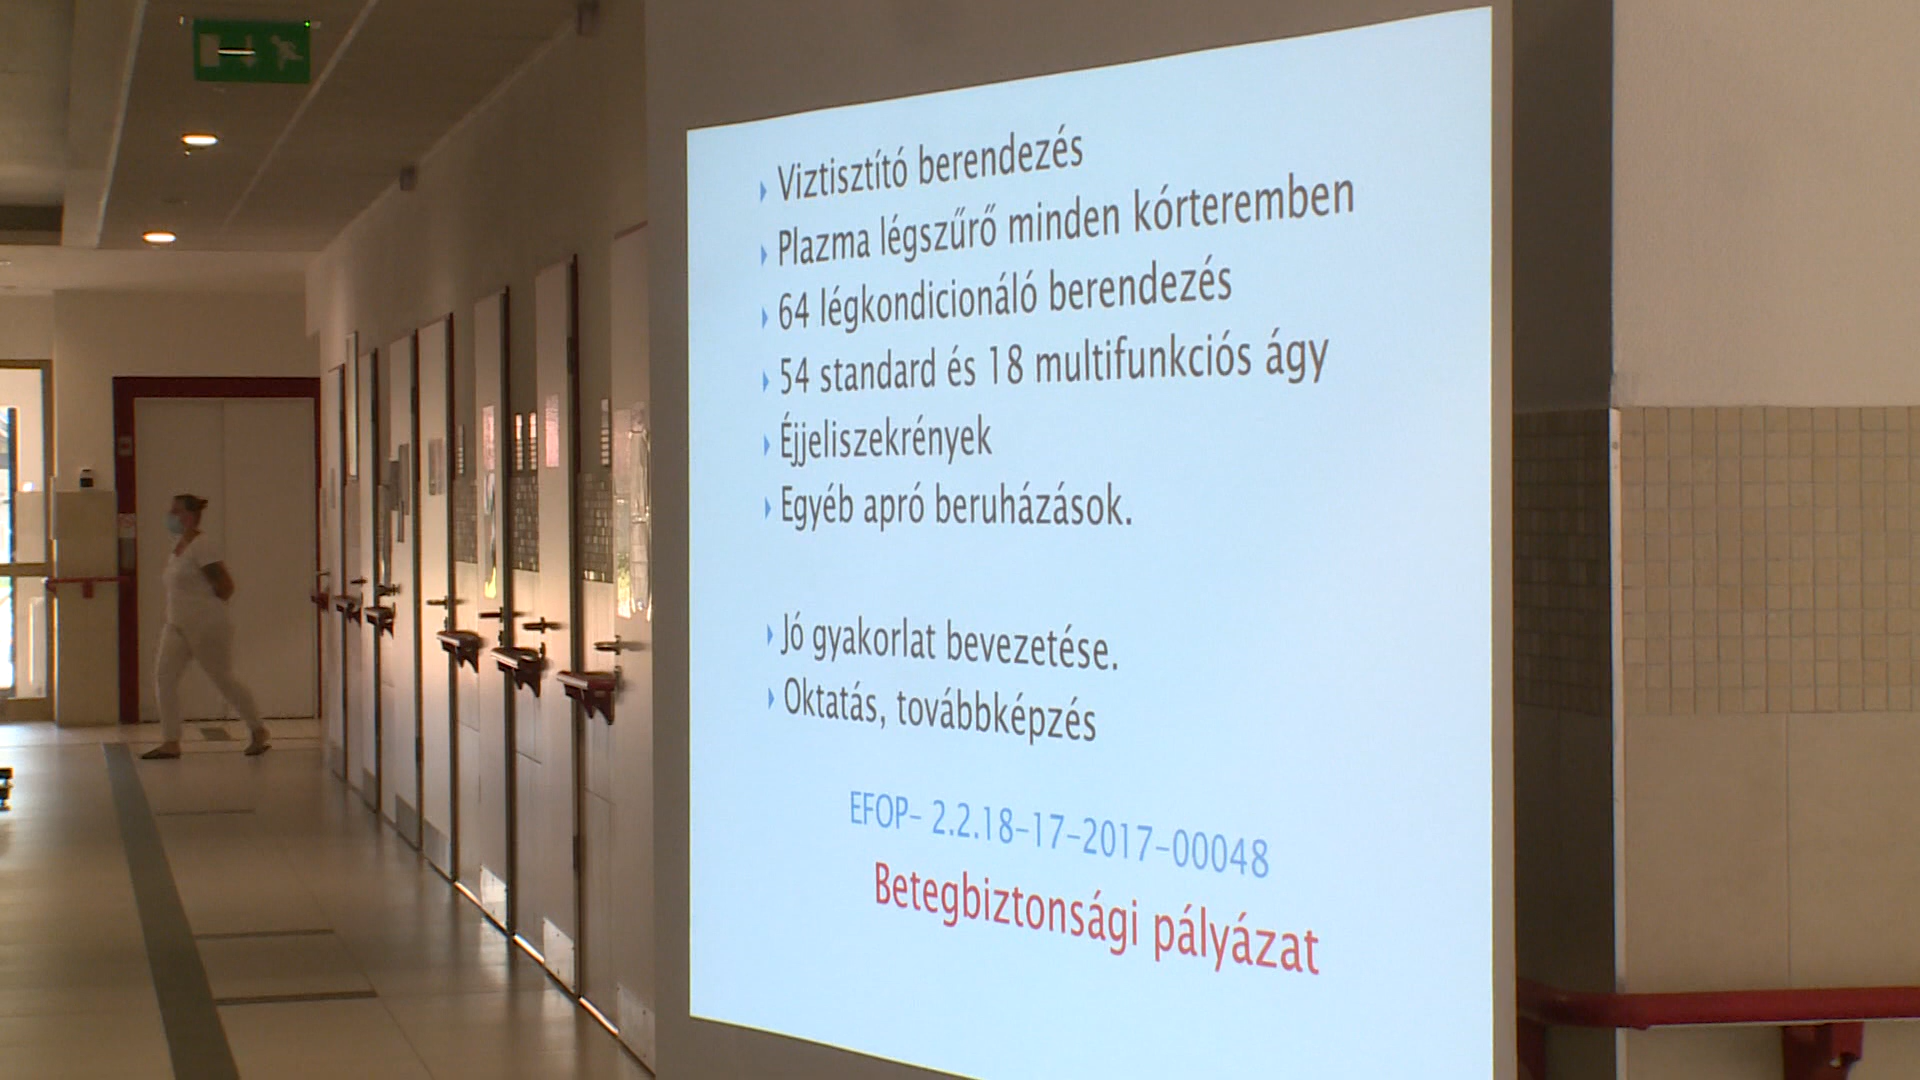 Viztisztító berendezés
Plazma légszűrő minden kórteremben
64 légkondicionáló berendezés
54 standard és 18 multifunkciós ágy
Éjjeliszekrények
Egyéb apró beruházások.
Jó gyakorlat bevezetése.
Oktatás, továbbképzés
EFOP– 2.2.18–17–2017–00048
Betegbiztonsági pályázat